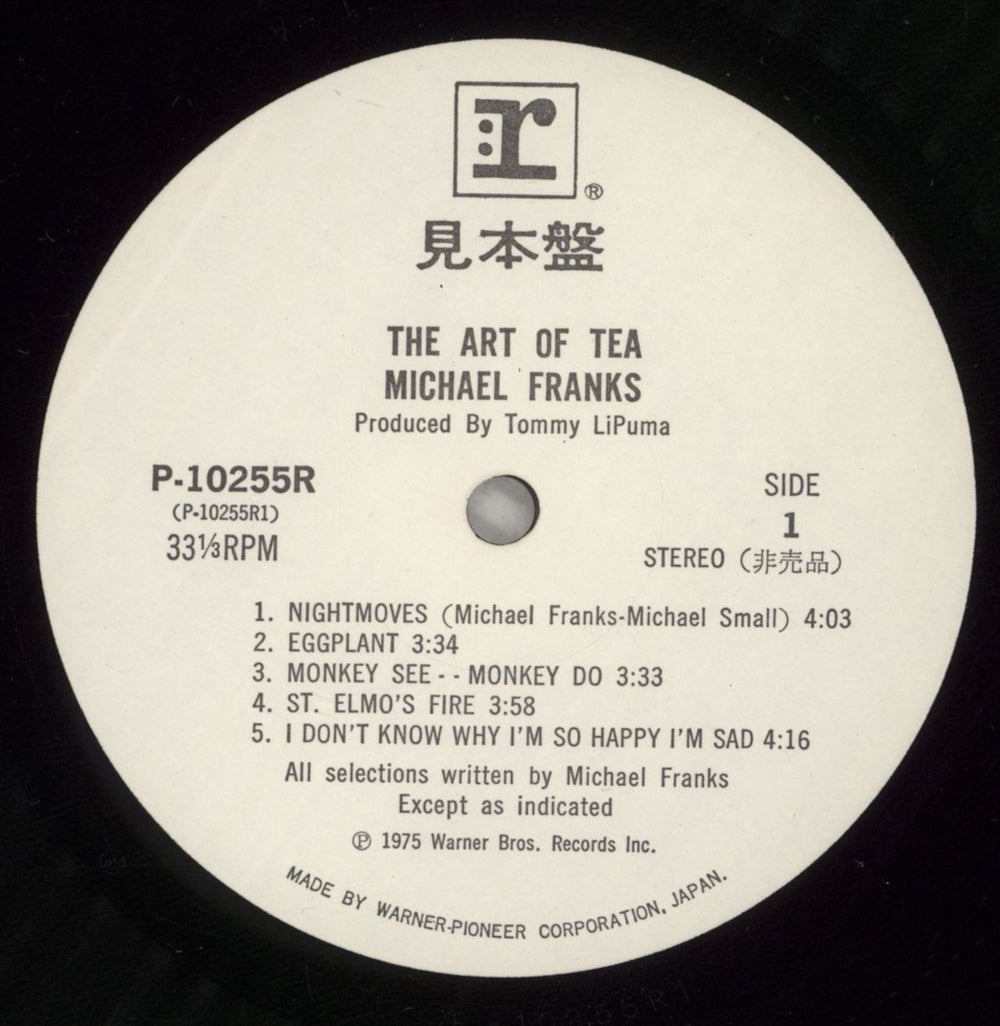 :r
®
見本盤
THE ART OF TEA
MICHAEL FRANKS
Produced By Tommy LiPuma
P-10255R
(P-10255R1)
33⅓RPM
SIDE
1
STEREO (非売品)
1. NIGHTMOVES (Michael Franks-Michael Small) 4:03
2. EGGPLANT 3:34
3. MONKEY SEE -- MONKEY DO 3:33
4. ST. ELMO'S FIRE 3:58
5. I DON'T KNOW WHY I'M SO HAPPY I'M SAD 4:16
All selections written by Michael Franks
Except as indicated
℗ 1975 Warner Bros. Records Inc.
MADE BY WARNER-PIONEER CORPORATION, JAPAN.